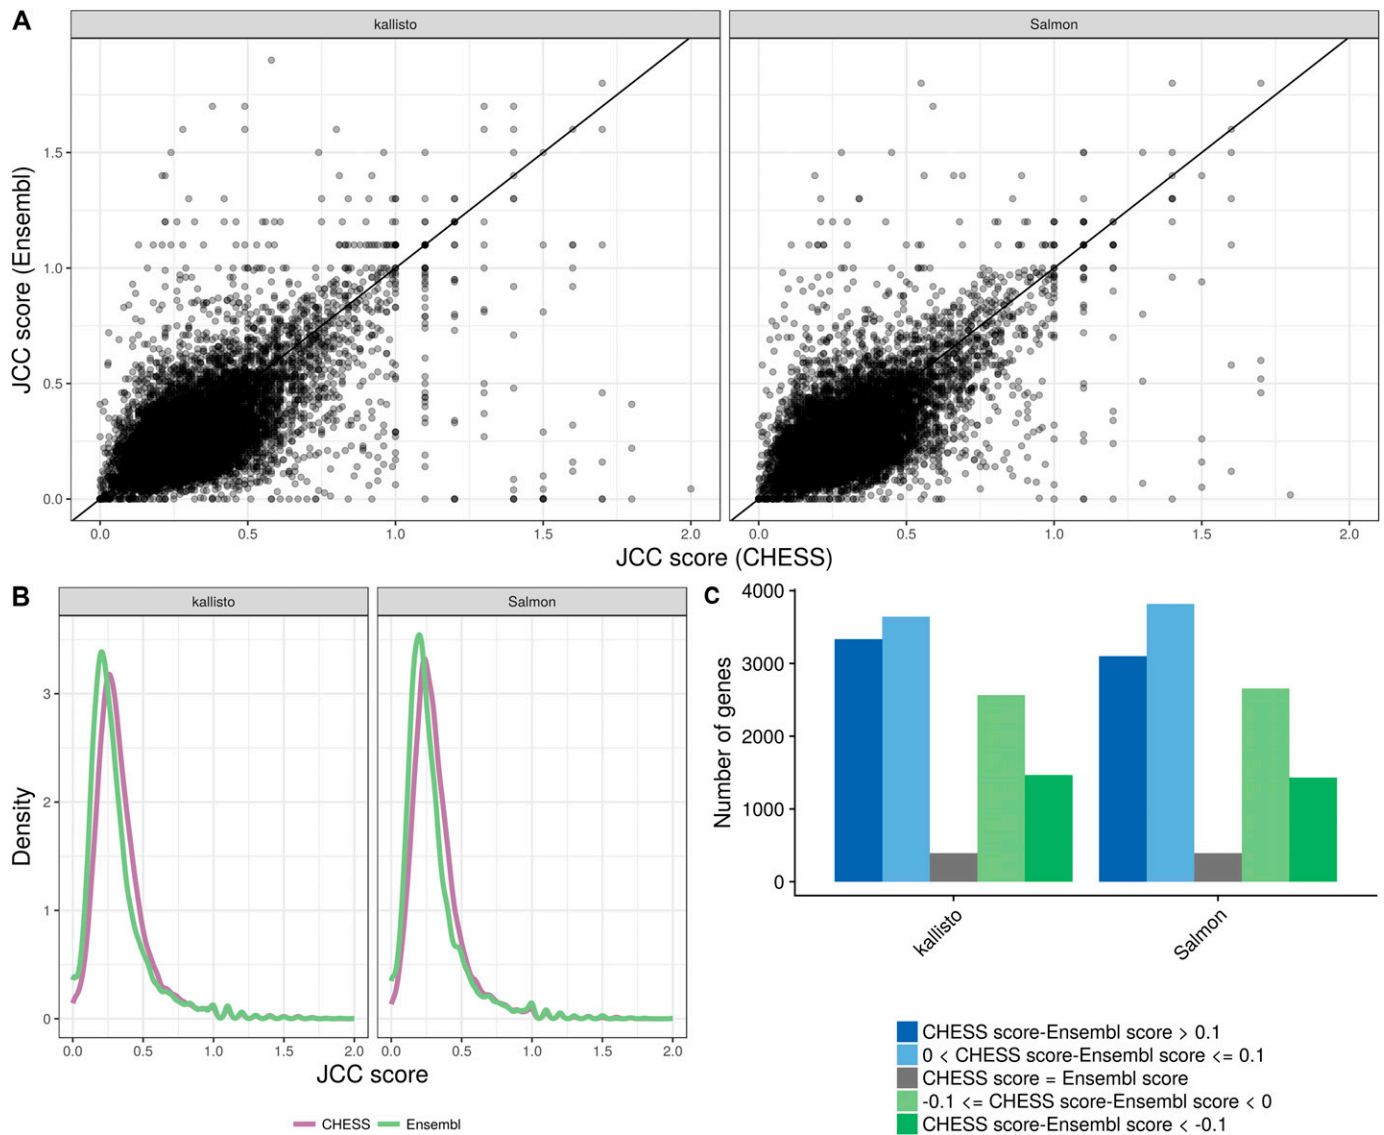 A
kallisto
Salmon
JCC score (Ensembl)
1.5
1.0
0.5
0.0
0.0 0.5 1.0 1.5 2.0
0.0 0.5 1.0 1.5 2.0
JCC score (CHESS)
B
kallisto
Salmon
Density
3
2
1
0
0.0 0.5 1.0 1.5 2.0
0.0 0.5 1.0 1.5 2.0
JCC score
CHESS
Ensembl
C
Number of genes
4000
3000
2000
1000
0
kallisto
Salmon
CHESS score-Ensembl score > 0.1
0 < CHESS score-Ensembl score <= 0.1
CHESS score = Ensembl score
-0.1 <= CHESS score-Ensembl score < 0
CHESS score-Ensembl score < -0.1